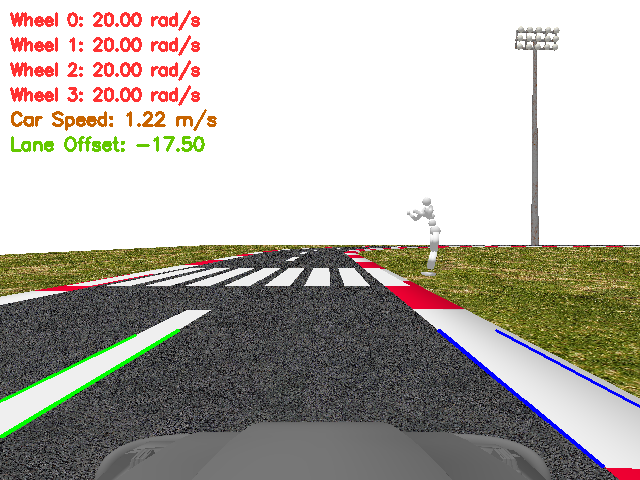 Wheel 0: 20.00 rad/s
Wheel 1: 20.00 rad/s
Wheel 2: 20.00 rad/s
Wheel 3: 20.00 rad/s
Car Speed: 1.22 m/s
Lane Offset: -17.50